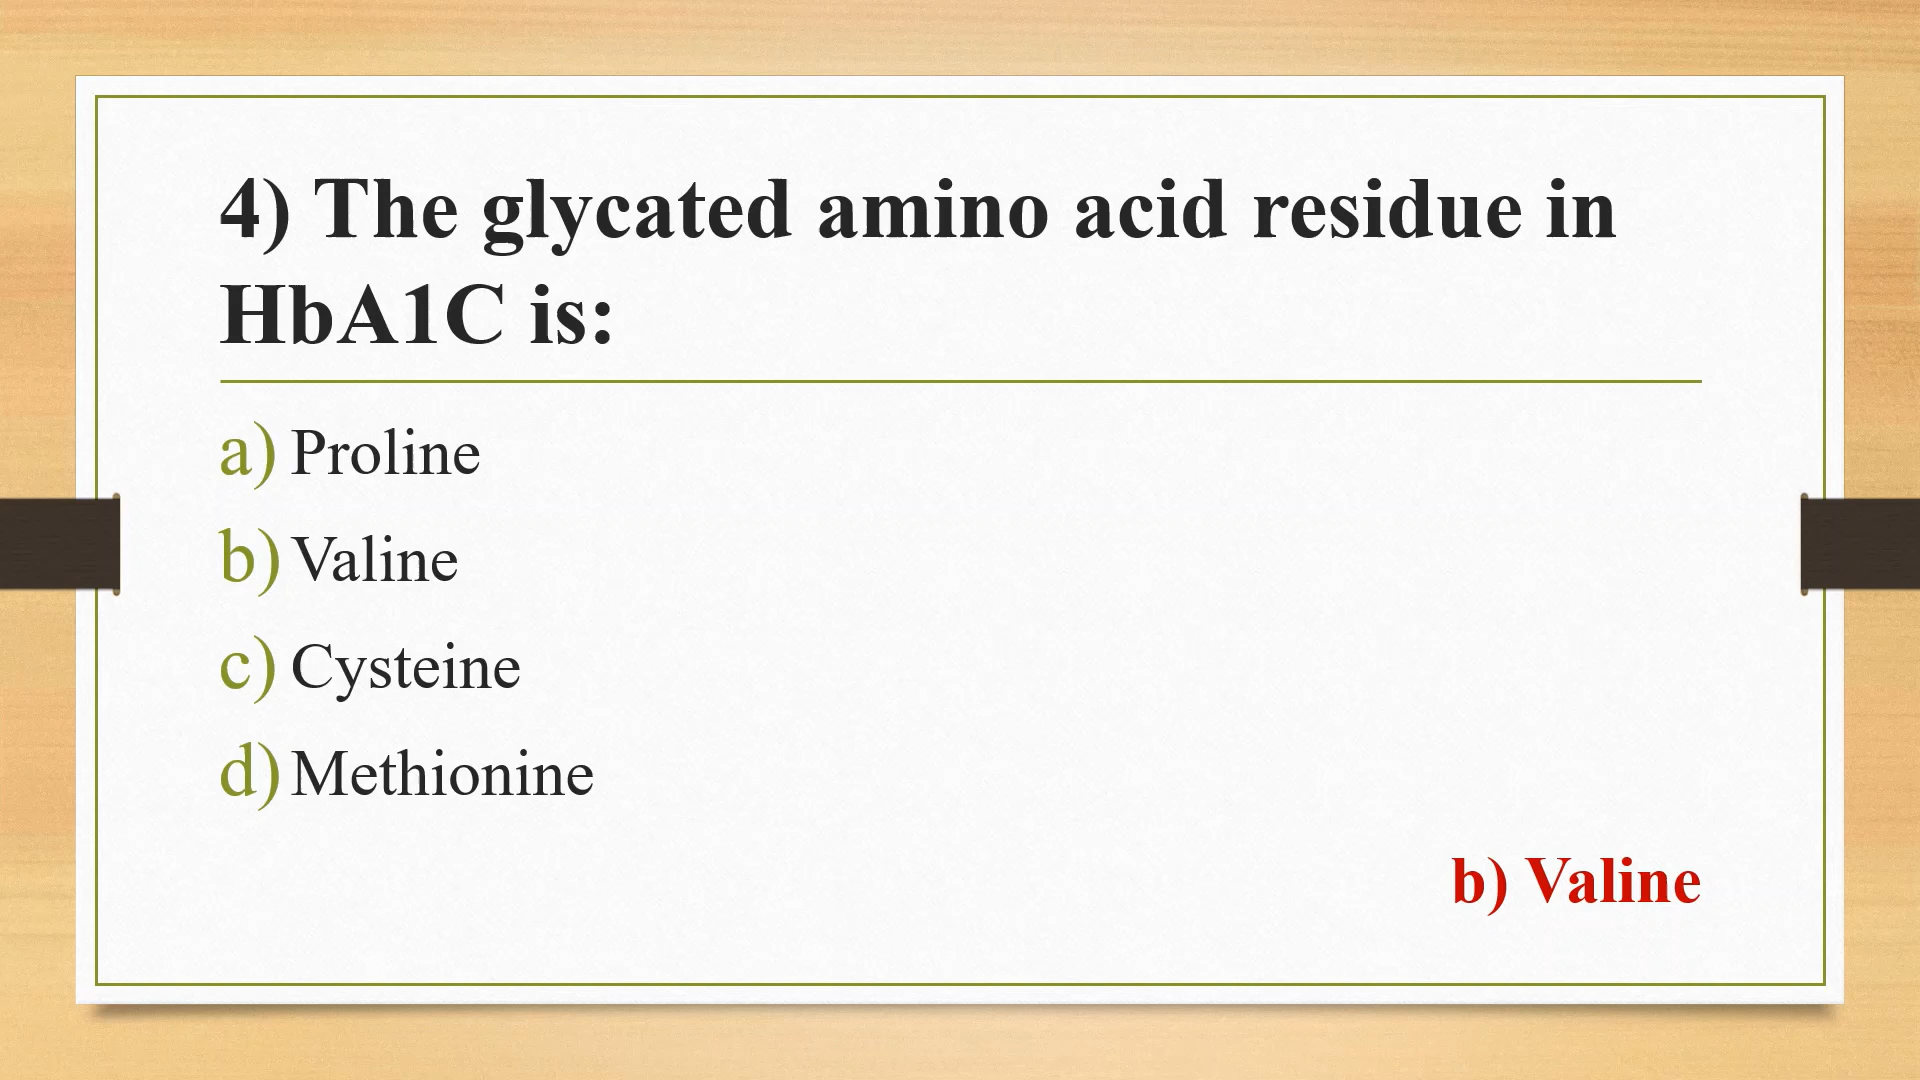 4) The glycated amino acid residue in
HbA1C is:
a) Proline
b) Valine
c) Cysteine
d) Methionine
b) Valine